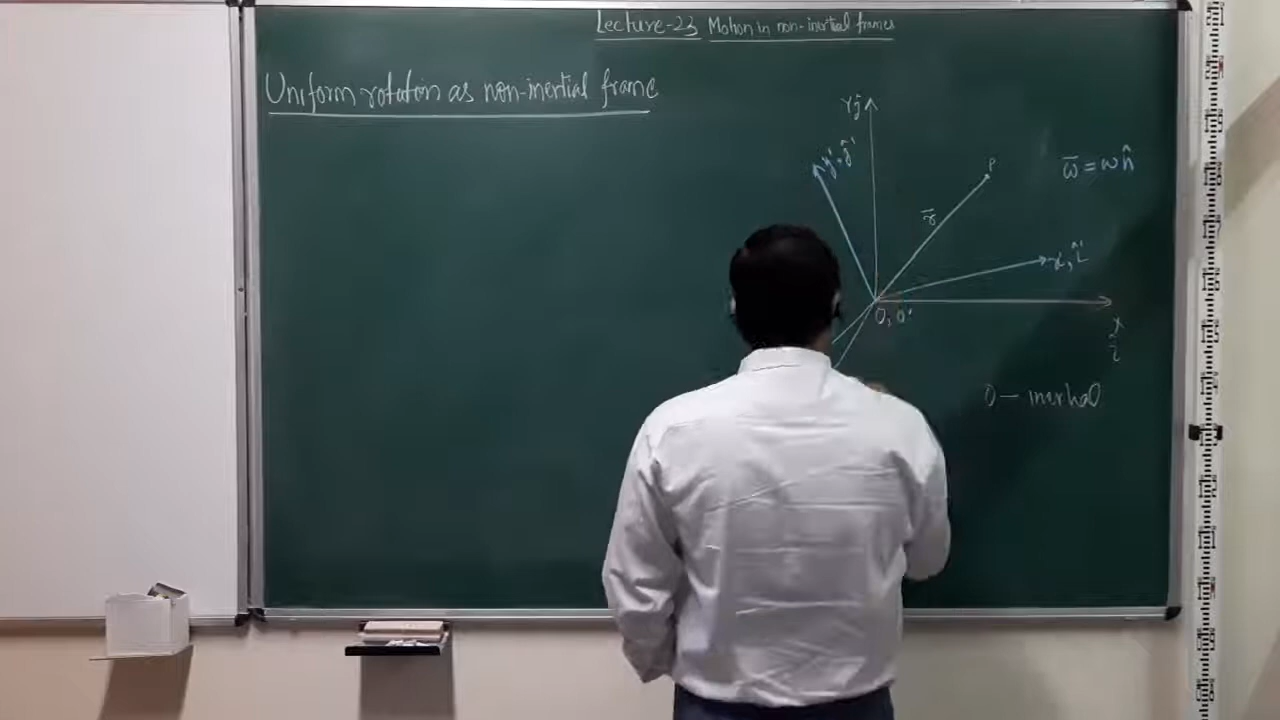 Lecture-23 Motion in non-inertial frames
Uniform rotation as non-inertial frame
Y ĵ
y', ĵ'
P
ω̄ = ω n̂
r̄
x', î'
O, O'
X
î
O — inertial